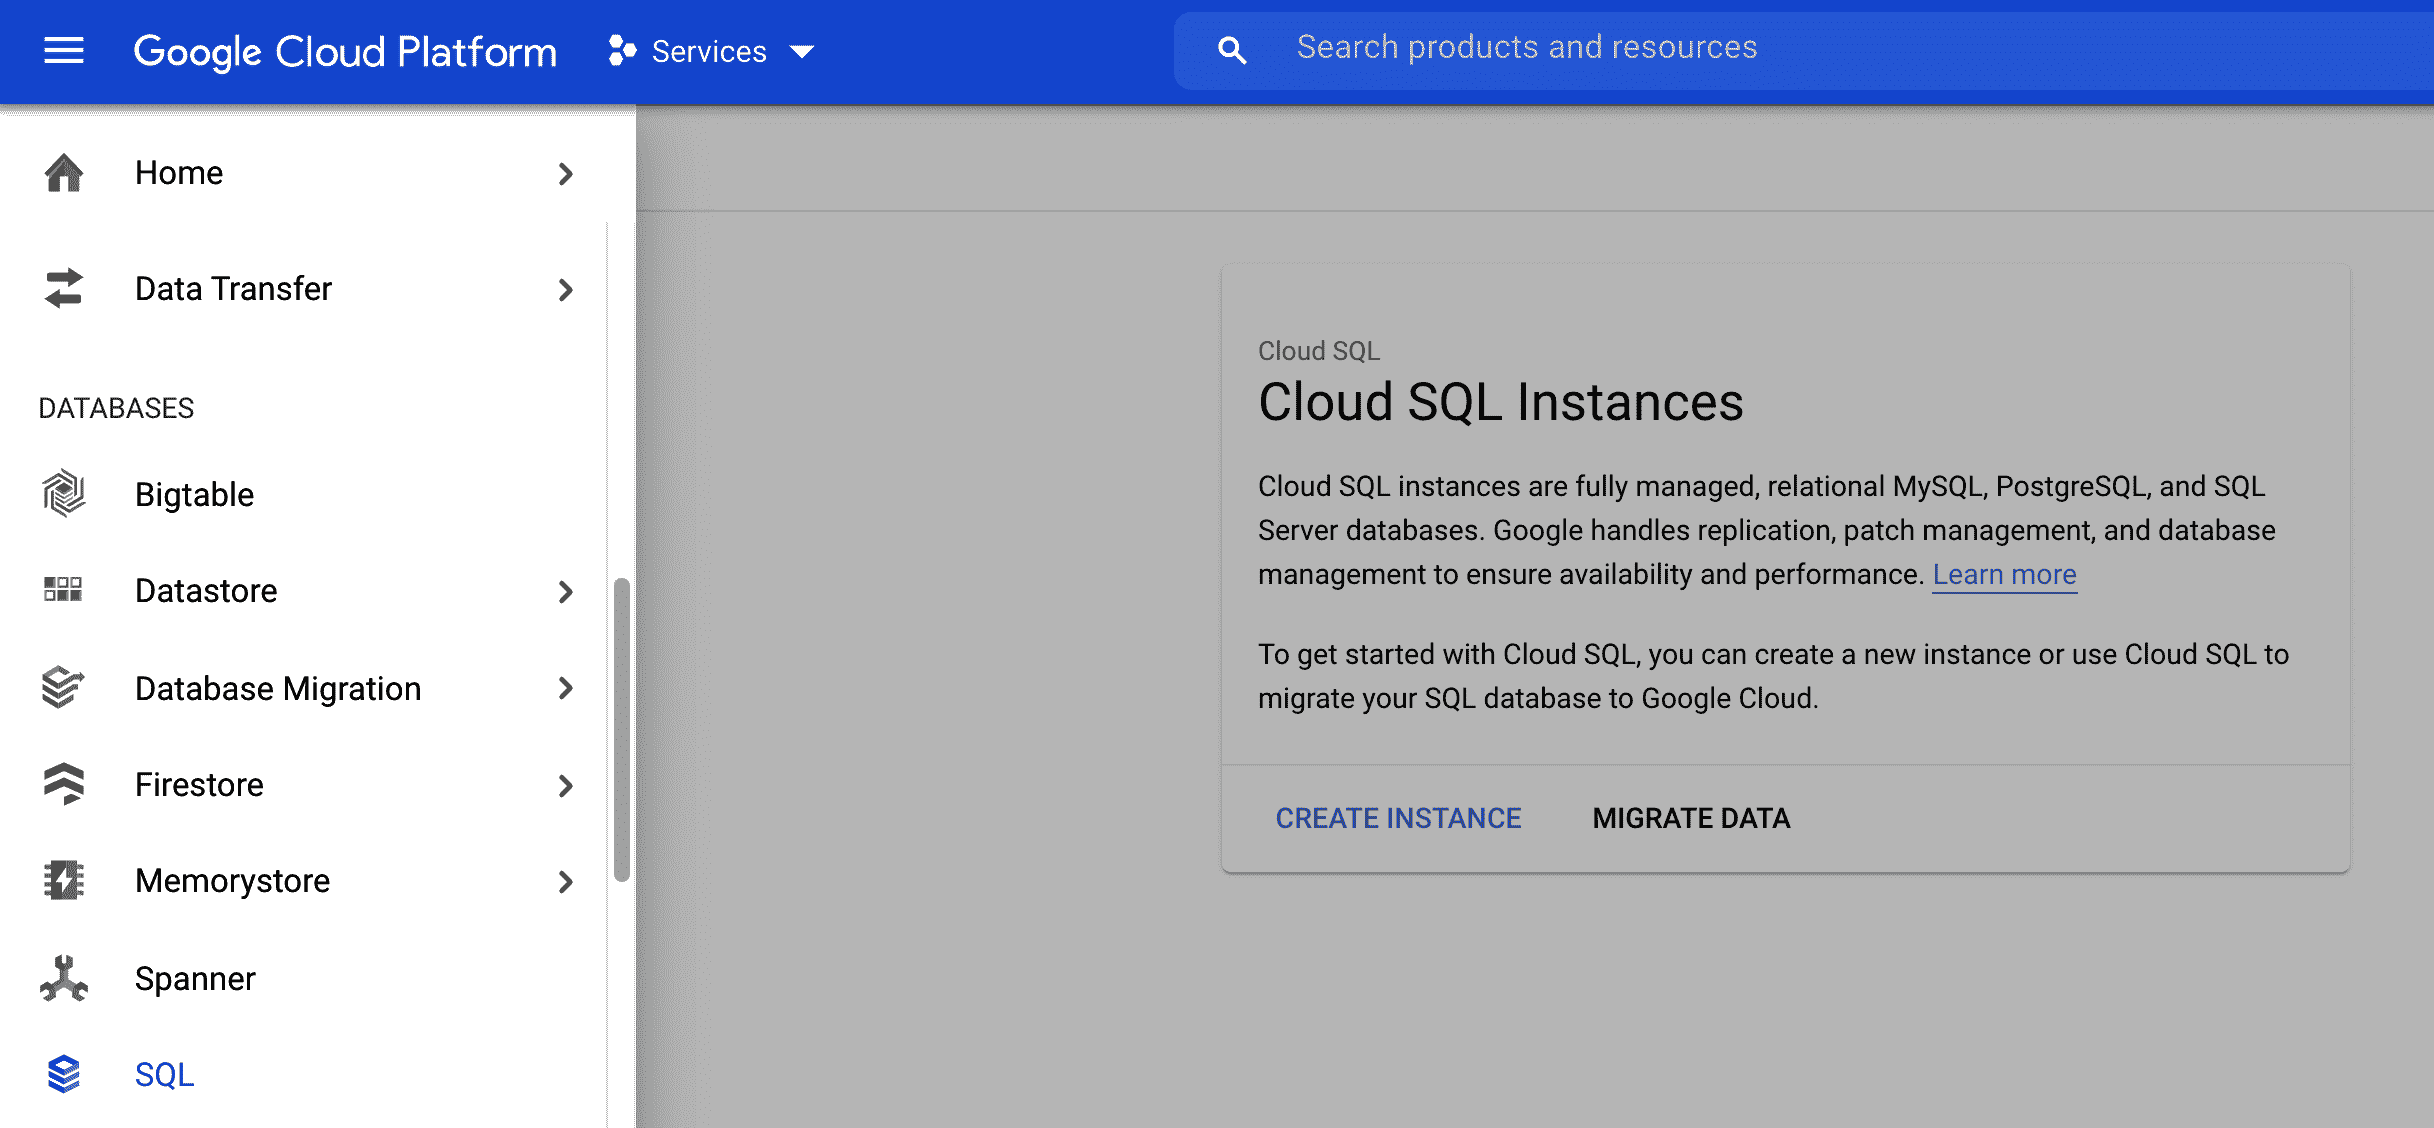 Google Cloud Platform
Services
Search products and resources
Home
Data Transfer
DATABASES
Bigtable
Datastore
Database Migration
Firestore
Memorystore
Spanner
SQL
Cloud SQL
Cloud SQL Instances
Cloud SQL instances are fully managed, relational MySQL, PostgreSQL, and SQL
Server databases. Google handles replication, patch management, and database
management to ensure availability and performance. Learn more
To get started with Cloud SQL, you can create a new instance or use Cloud SQL to
migrate your SQL database to Google Cloud.
CREATE INSTANCE
MIGRATE DATA